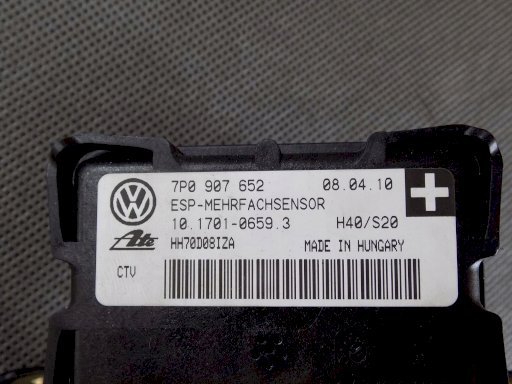 7P0 907 652 08.04.10
ESP-MEHRFACHSENSOR
10.1701-0659.3 H40/S20
Ate HH70D08IZA MADE IN HUNGARY
CTV